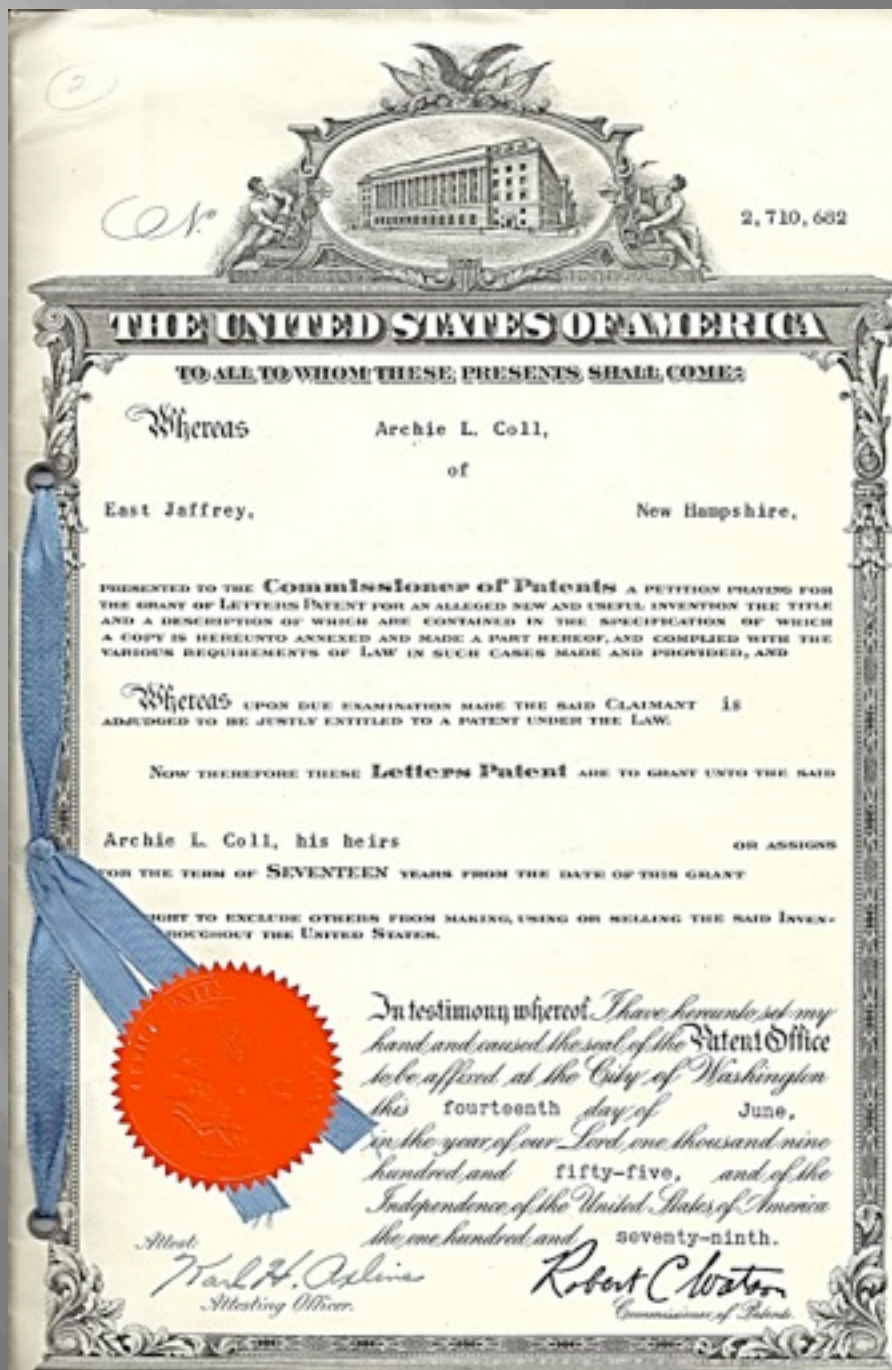 2
No.
2,710,682
THE UNITED STATES OF AMERICA
TO ALL TO WHOM THESE PRESENTS SHALL COME:
Whereas Archie L. Coll,
of
East Jaffrey, New Hampshire,
PRESENTED TO THE Commissioner of Patents A PETITION PRAYING FOR
THE GRANT OF LETTERS PATENT FOR AN ALLEGED NEW AND USEFUL INVENTION THE TITLE
AND A DESCRIPTION OF WHICH ARE CONTAINED IN THE SPECIFICATION OF WHICH
A COPY IS HEREUNTO ANNEXED AND MADE A PART HEREOF, AND COMPLIED WITH THE
VARIOUS REQUIREMENTS OF LAW IN SUCH CASES MADE AND PROVIDED, AND
Whereas UPON DUE EXAMINATION MADE THE SAID CLAIMANT is
ADJUDGED TO BE JUSTLY ENTITLED TO A PATENT UNDER THE LAW.
NOW THEREFORE THESE Letters Patent ARE TO GRANT UNTO THE SAID
Archie L. Coll, his heirs OR ASSIGNS
FOR THE TERM OF SEVENTEEN YEARS FROM THE DATE OF THIS GRANT
IGHT TO EXCLUDE OTHERS FROM MAKING, USING OR SELLING THE SAID INVEN-
ROUGHOUT THE UNITED STATES.
In testimony whereof I have hereunto set my
hand and caused the seal of the Patent Office
to be affixed at the City of Washington
this fourteenth day of June,
in the year of our Lord one thousand nine
hundred and fifty-five, and of the
Independence of the United States of America
the one hundred and seventy-ninth.
Attest:
Karl H. Axline
Attesting Officer.
Robert C Watson
Commissioner of Patents.